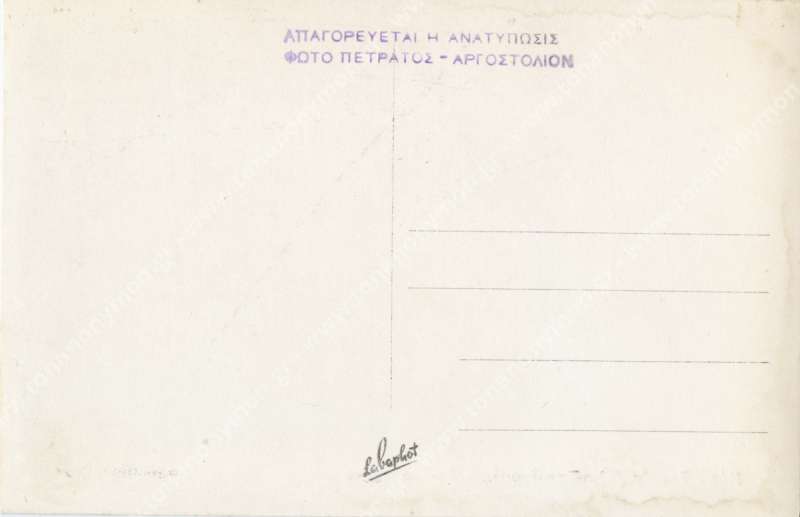 ΑΠΑΓΟΡΕΥΕΤΑΙ Η ΑΝΑΤΥΠΩΣΙΣ
ΦΩΤΟ ΠΕΤΡΑΤΟΣ - ΑΡΓΟΣΤΟΛΙΟΝ
Labaphot